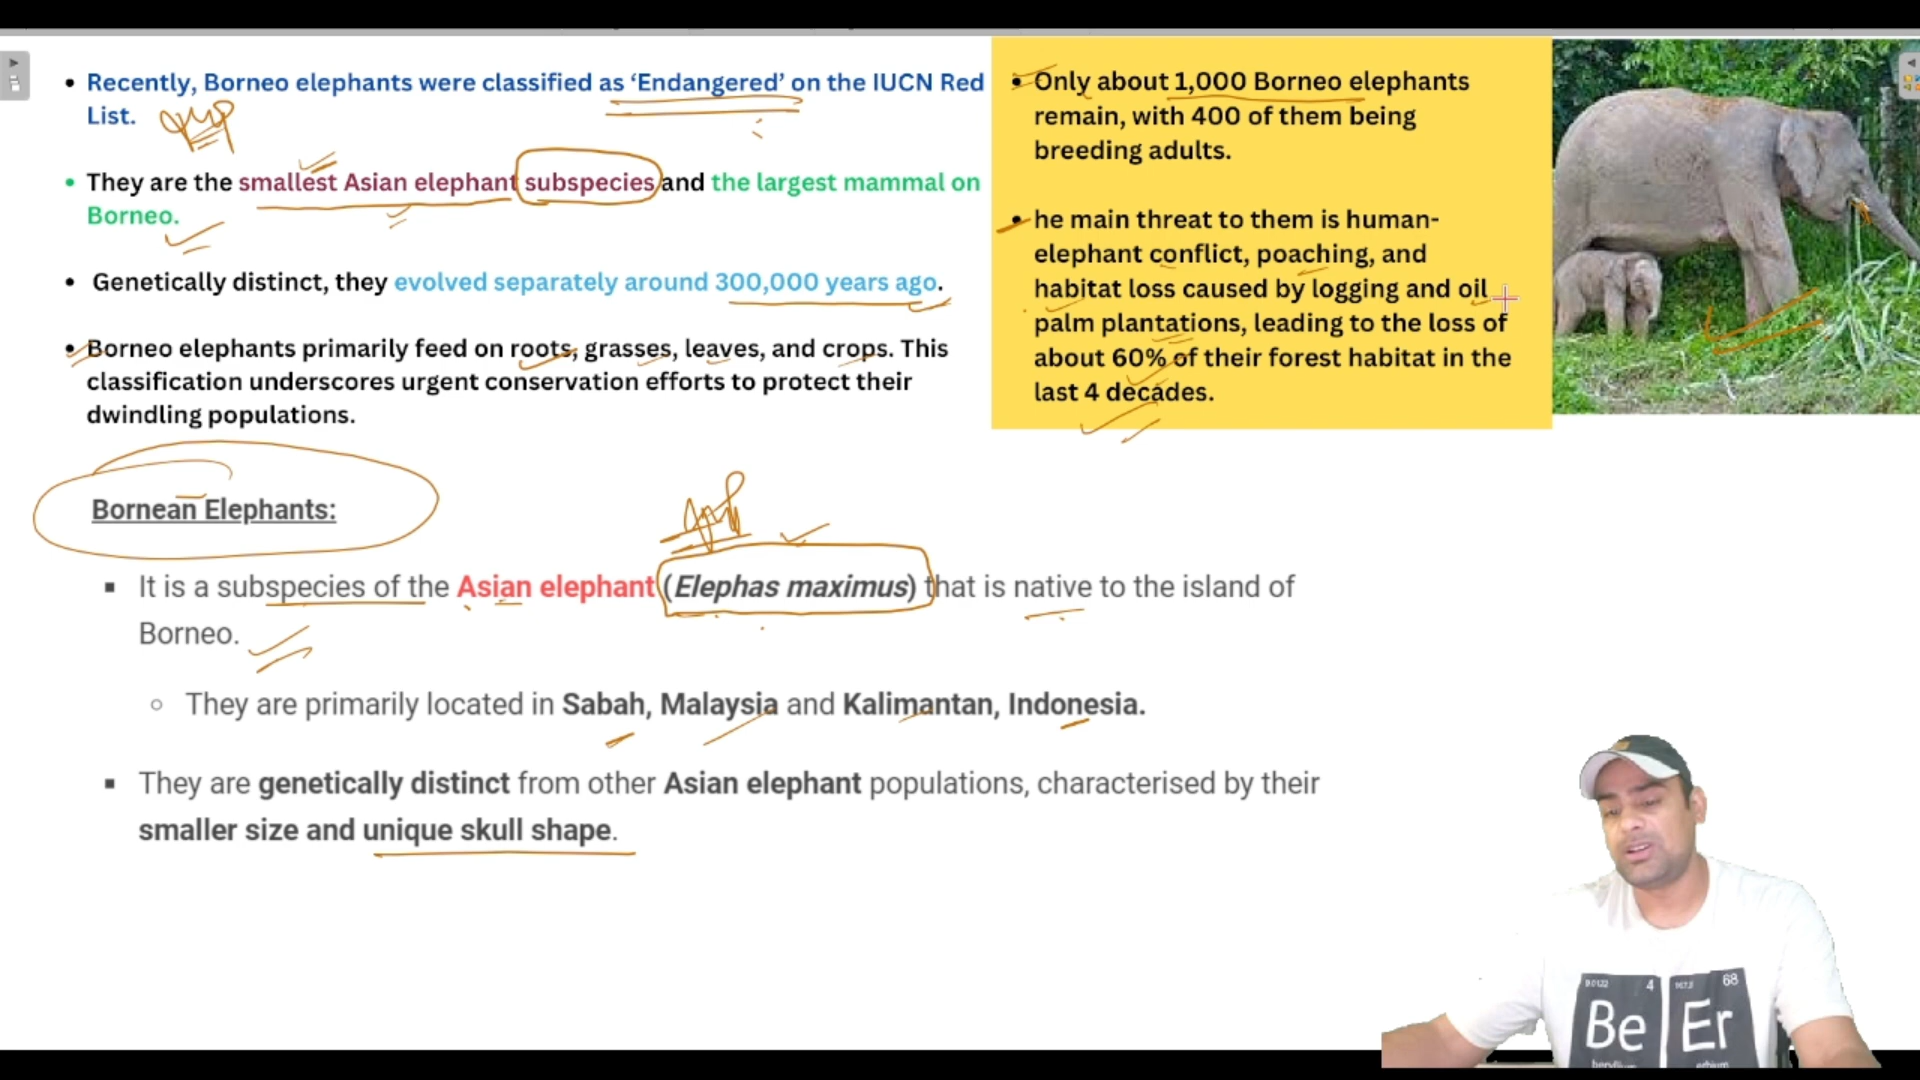 • Recently, Borneo elephants were classified as ‘Endangered’ on the IUCN Red
List.
• They are the smallest Asian elephant subspecies and the largest mammal on
Borneo.
• Genetically distinct, they evolved separately around 300,000 years ago.
• Borneo elephants primarily feed on roots, grasses, leaves, and crops. This
classification underscores urgent conservation efforts to protect their
dwindling populations.
• Only about 1,000 Borneo elephants
remain, with 400 of them being
breeding adults.
• he main threat to them is human-
elephant conflict, poaching, and
habitat loss caused by logging and oil
palm plantations, leading to the loss of
about 60% of their forest habitat in the
last 4 decades.
Bornean Elephants:
▪ It is a subspecies of the Asian elephant (Elephas maximus) that is native to the island of
Borneo.
○ They are primarily located in Sabah, Malaysia and Kalimantan, Indonesia.
▪ They are genetically distinct from other Asian elephant populations, characterised by their
smaller size and unique skull shape.
4 68
Be Er